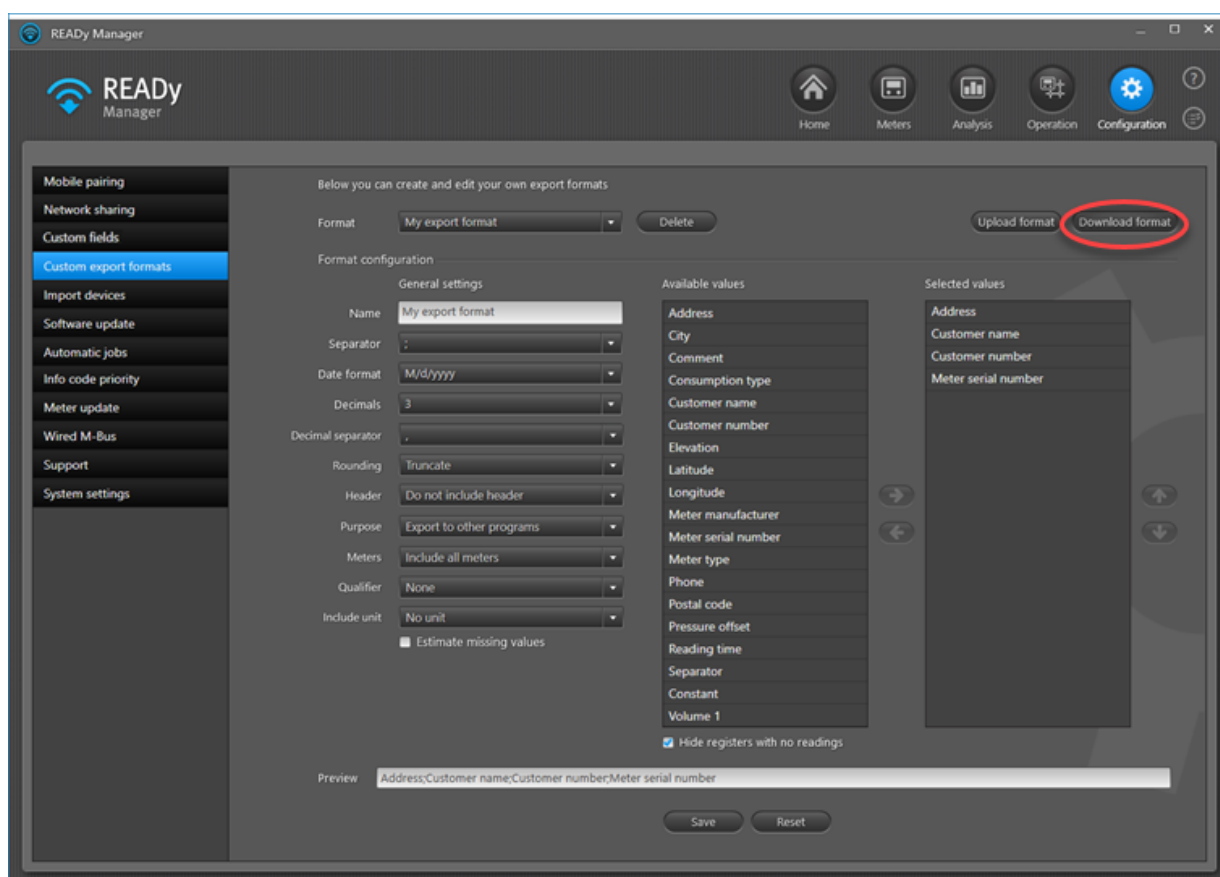 READy Manager
READy
Manager
Home
Meters
Analysis
Operation
Configuration
Mobile pairing
Network sharing
Custom fields
Custom export formats
Import devices
Software update
Automatic jobs
Info code priority
Meter update
Wired M-Bus
Support
System settings
Below you can create and edit your own export formats
Format My export format Delete Upload format Download format
Format configuration
General settings
Name My export format
Separator ;
Date format M/d/yyyy
Decimals 3
Decimal separator ,
Rounding Truncate
Header Do not include header
Purpose Export to other programs
Meters Include all meters
Qualifier None
Include unit No unit
Estimate missing values
Available values
Address
City
Comment
Consumption type
Customer name
Customer number
Elevation
Latitude
Longitude
Meter manufacturer
Meter serial number
Meter type
Phone
Postal code
Pressure offset
Reading time
Separator
Constant
Volume 1
Hide registers with no readings
Selected values
Address
Customer name
Customer number
Meter serial number
Preview Address;Customer name;Customer number;Meter serial number
Save Reset